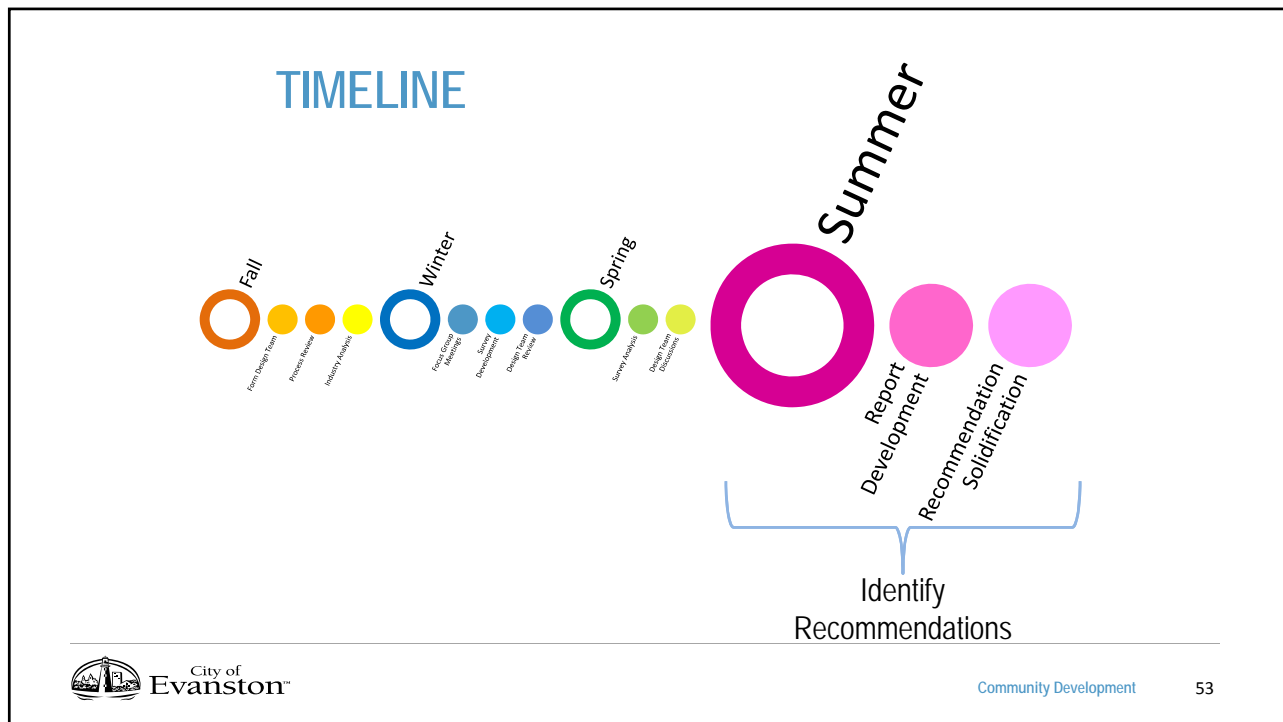 TIMELINE
Fall
Form Design Team
Process Review
Industry Analysis
Winter
Focus Group
Meetings
Survey
Development
Design Team
Review
Spring
Survey Analysis
Design Team
Discussions
Summer
Report
Development
Recommendation
Solidification
Identify
Recommendations
City of
Evanston™
Community Development
53